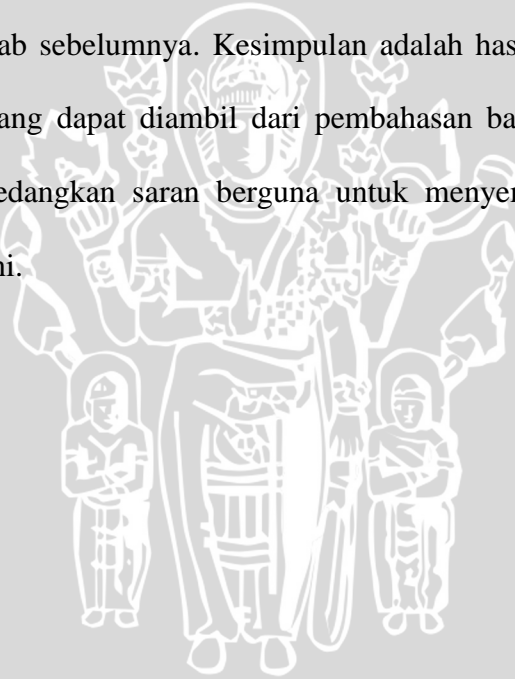 ab sebelumnya. Kesimpulan adalah has
ang dapat diambil dari pembahasan ba
edangkan saran berguna untuk menyer
ni.